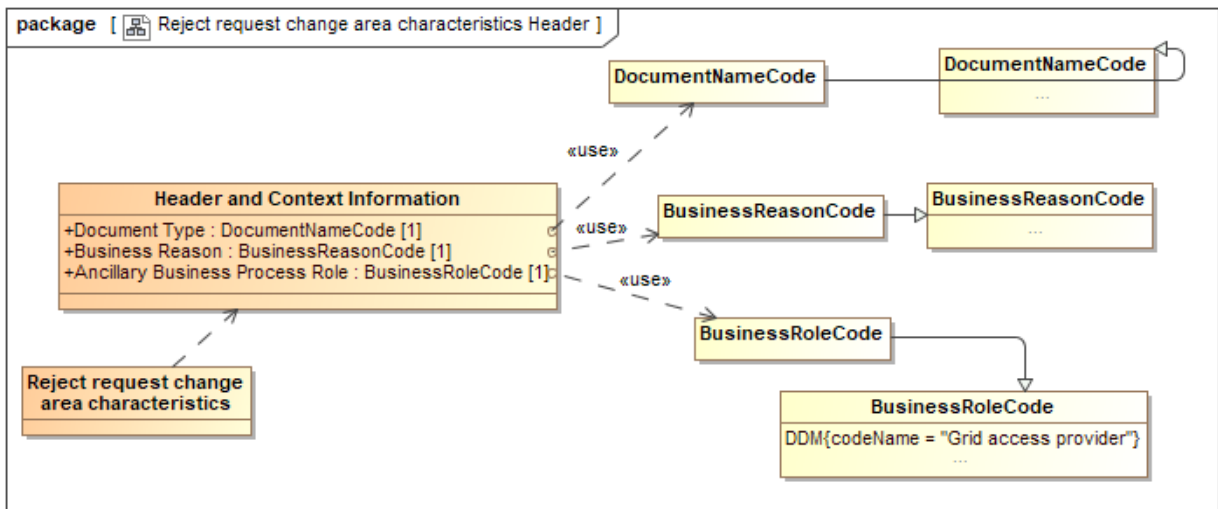 package [ Reject request change area characteristics Header ]
DocumentNameCode
DocumentNameCode
...
«use»
Header and Context Information
+Document Type : DocumentNameCode [1]
+Business Reason : BusinessReasonCode [1]
+Ancillary Business Process Role : BusinessRoleCode [1]
«use»
BusinessReasonCode
BusinessReasonCode
...
«use»
BusinessRoleCode
Reject request change
area characteristics
BusinessRoleCode
DDM{codeName = "Grid access provider"}
...